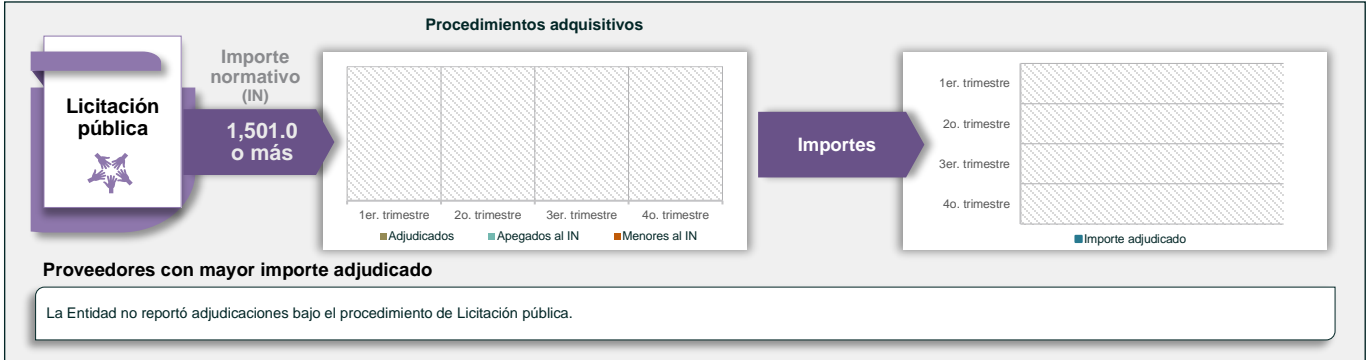 Procedimientos adquisitivos
Licitación
pública
Importe
normativo
(IN)
1,501.0
o más
1er. trimestre
2o. trimestre
3er. trimestre
4o. trimestre
Adjudicados
Apegados al IN
Menores al IN
Importes
1er. trimestre
2o. trimestre
3er. trimestre
4o. trimestre
Importe adjudicado
Proveedores con mayor importe adjudicado
La Entidad no reportó adjudicaciones bajo el procedimiento de Licitación pública.